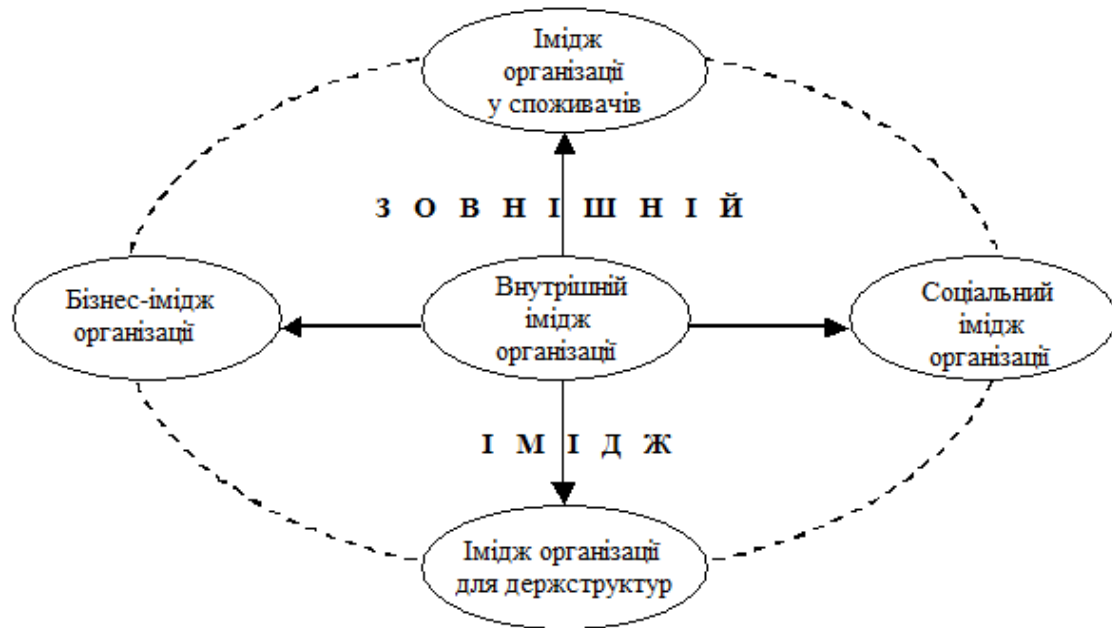 Імідж
організації
у споживачів
З О В Н І Ш Н І Й
Бізнес-імідж
організації
Внутрішній
імідж
організації
Соціальний
імідж
організації
І М І Д Ж
Імідж організації
для держструктур